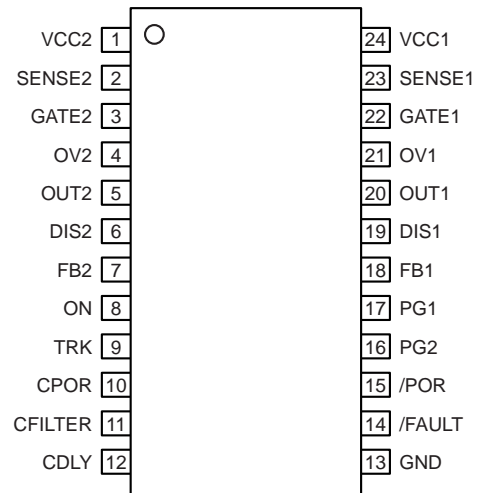 VCC2 1 24 VCC1
SENSE2 2 23 SENSE1
GATE2 3 22 GATE1
OV2 4 21 OV1
OUT2 5 20 OUT1
DIS2 6 19 DIS1
FB2 7 18 FB1
ON 8 17 PG1
TRK 9 16 PG2
CPOR 10 15 /POR
CFILTER 11 14 /FAULT
CDLY 12 13 GND